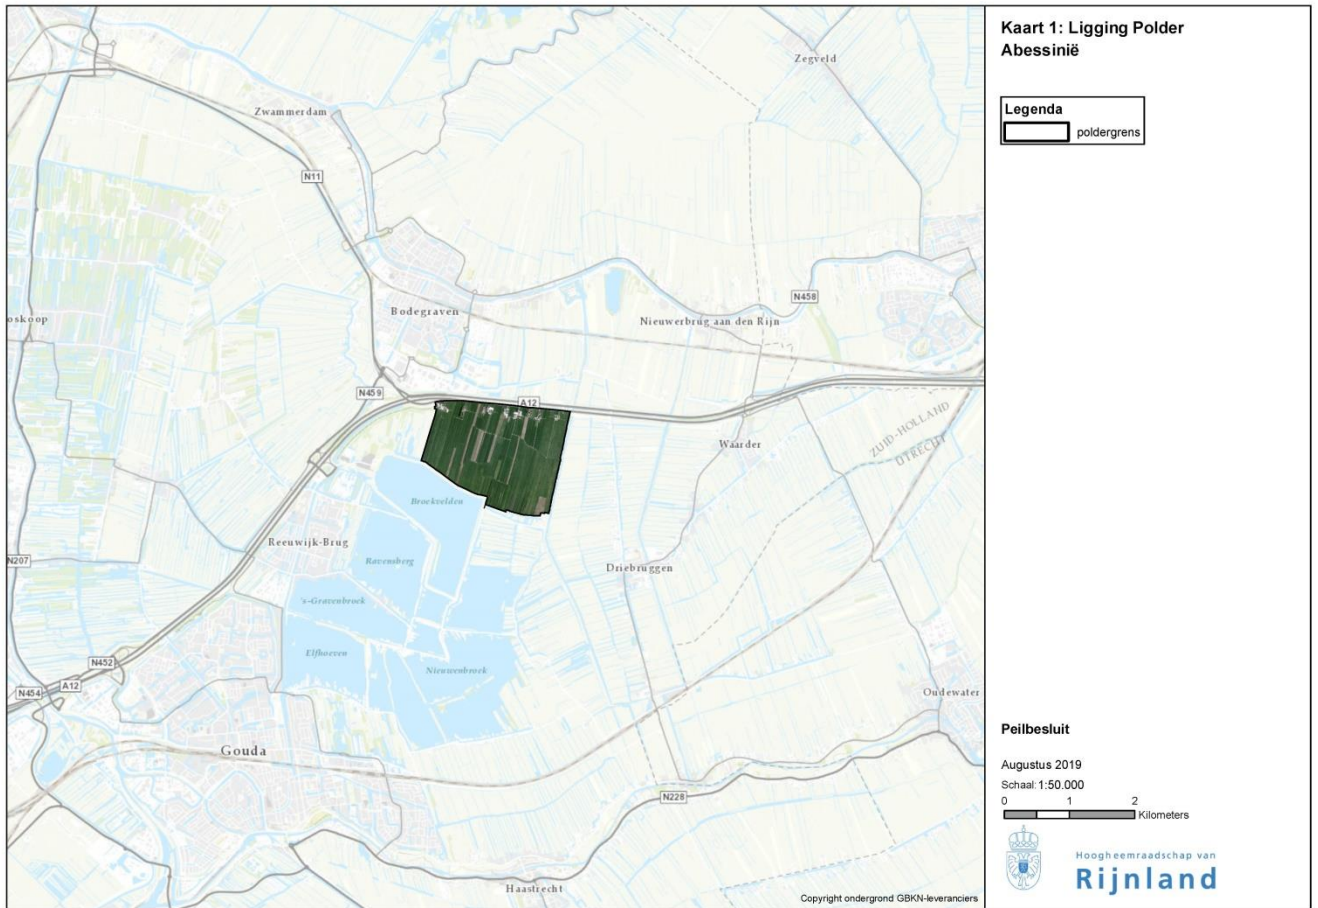 Kaart 1: Ligging Polder
Abessinië
Legenda
poldergrens
Zegveld
Zwammerdam
N11
N458
Bodegraven
oskoop
Nieuwerbrug aan den Rijn
N459
A12
ZUID-HOLLAND
UTRECHT
Waarder
Broekvelden
Reeuwijk-Brug
Ravensberg
N207
Driebruggen
's-Gravenbroek
Elfhoeven
Nieuwenbroek
N452
A12
N454
Oudewater
Gouda
N228
Haastrecht
Copyright ondergrond GBKN-leveranciers
Peilbesluit
Augustus 2019
Schaal: 1:50.000
0 1 2
Kilometers
Hoogheemraadschap van
Rijnland